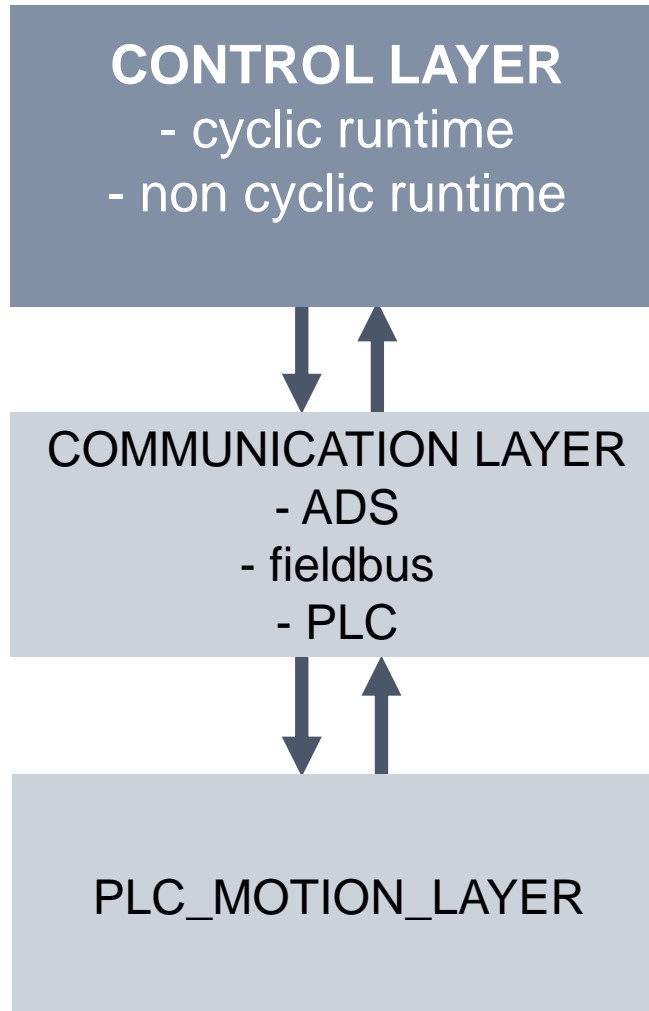 CONTROL LAYER
- cyclic runtime
- non cyclic runtime
COMMUNICATION LAYER
- ADS
- fieldbus
- PLC
PLC_MOTION_LAYER